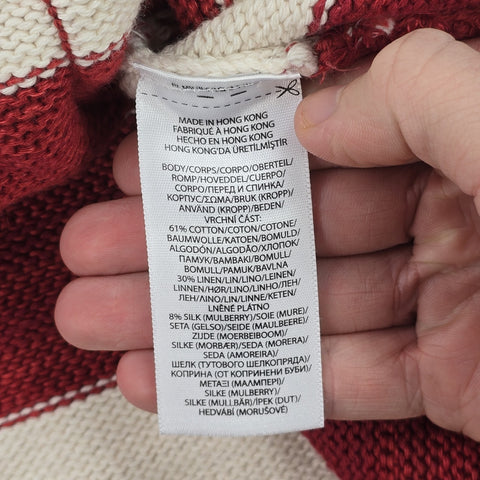 MADE IN HONG KONG
FABRIQUÉ À HONG KONG
HECHO EN HONG KONG
HONG KONG'DA ÜRETİLMİŞTİR
BODY/CORPS/CORPO/OBERTEIL/
ROMP/HOVEDDEL/CUERPO/
CORPO/ПЕРЕД И СПИНКА/
КОРПУС/ΣΩΜΑ/BRUK (KROPP)/
ANVÄND (KROPP)/BEDEN/
VRCHNÍ ČÁST:
61% COTTON/COTON/COTONE/
BAUMWOLLE/KATOEN/BOMULD/
ALGODÓN/ALGODÃO/ХЛОПОК/
ПАМУК/ΒΑΜΒΑΚΙ/BOMULL/
BOMULL/PAMUK/BAVLNA
30% LINEN/LIN/LINO/LEINEN/
LINNEN/HØR/LINO/LINHO/ЛЕН/
ЛЕН/ΛΙΝΟ/LIN/LINNE/KETEN/
LNĚNÉ PLÁTNO
8% SILK (MULBERRY)/SOIE (MURE)/
SETA (GELSO)/SEIDE (MAULBEERE)/
ZIJDE (MOERBEIBOOM)/
SILKE (MORBÆR)/SEDA (MORERA)/
SEDA (AMOREIRA)/
ШЕЛК (ТУТОВОГО ШЕЛКОПРЯДА)/
КОПРИНА (ОТ КОПРИНЕНИ БУБИ)/
ΜΕΤΑΞΙ (ΜΑΛΜΠΕΡΙ)/
SILKE (MULBERRY)/
SILKE (MULLBÄR)/İPEK (DUT)/
HEDVÁBÍ (MORUŠOVÉ)